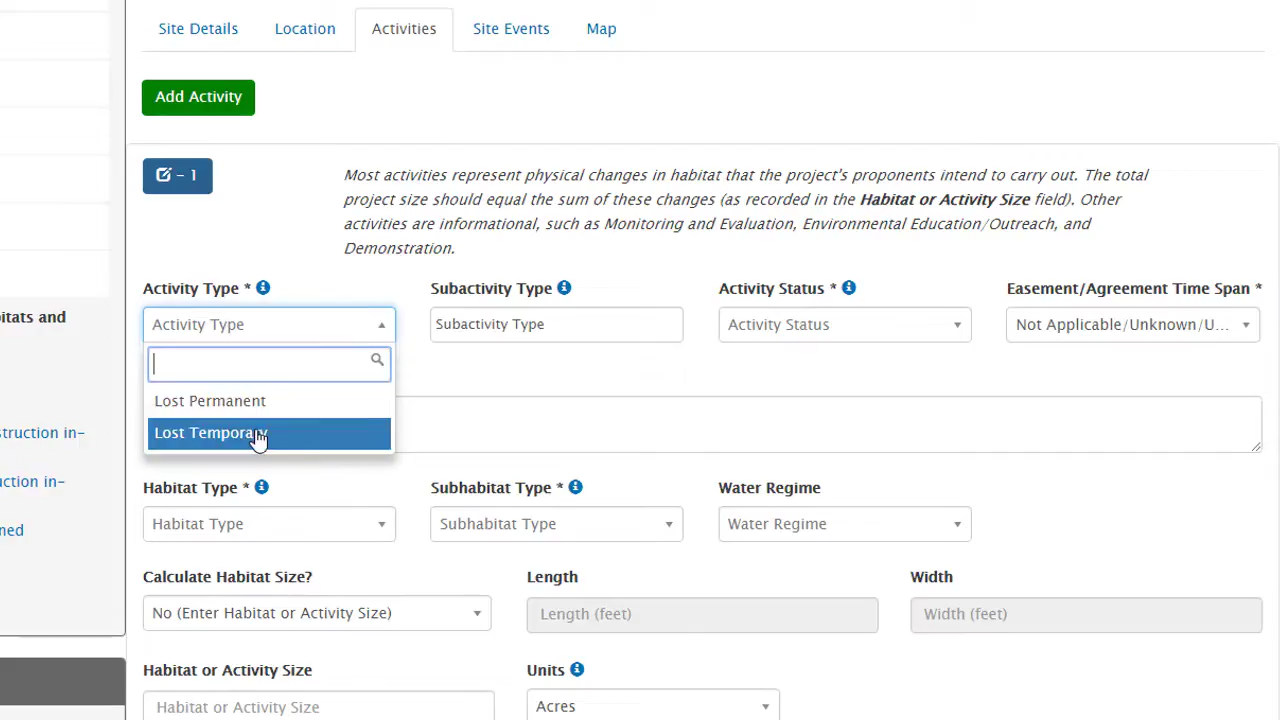 Site Details
Location
Activities
Site Events
Map
Add Activity
- 1
Most activities represent physical changes in habitat that the project's proponents intend to carry out. The total
project size should equal the sum of these changes (as recorded in the Habitat or Activity Size field). Other
activities are informational, such as Monitoring and Evaluation, Environmental Education/Outreach, and
Demonstration.
Activity Type *
Subactivity Type
Activity Status *
Easement/Agreement Time Span *
itats and
Activity Type
Subactivity Type
Activity Status
Not Applicable/Unknown/U...
Lost Permanent
Lost Temporary
struction in-
uction in-
ned
Habitat Type *
Subhabitat Type *
Water Regime
Habitat Type
Subhabitat Type
Water Regime
Calculate Habitat Size?
Length
Width
No (Enter Habitat or Activity Size)
Length (feet)
Width (feet)
Habitat or Activity Size
Units
Habitat or Activity Size
Acres